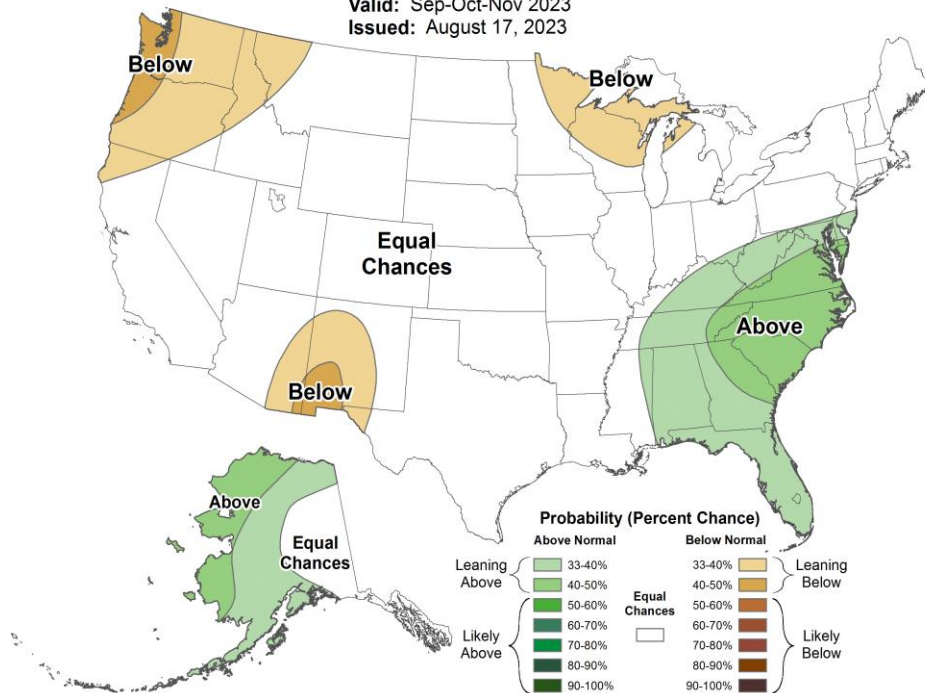 Valid: Sep-Oct-Nov 2023
Issued: August 17, 2023
Below
Below
Equal
Chances
Above
Below
Above
Equal
Chances
Probability (Percent Chance)
Above Normal
Below Normal
Leaning
Above
33-40%
40-50%
50-60%
60-70%
70-80%
80-90%
90-100%
Likely
Above
Equal
Chances
33-40%
40-50%
50-60%
60-70%
70-80%
80-90%
90-100%
Leaning
Below
Likely
Below